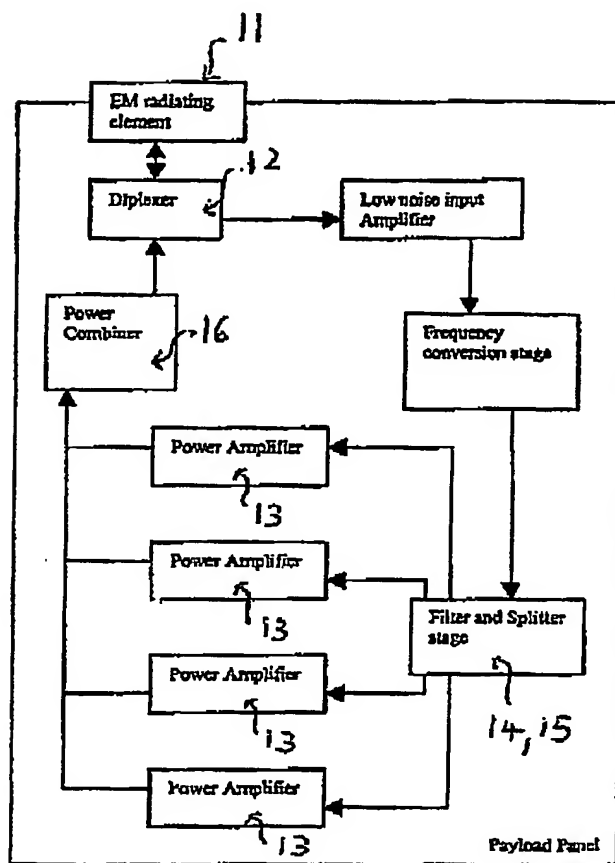 11
EM radiating
element
12
Diplexer
Low noise input
Amplifier
Power
Combiner
16
Frequency
conversion stage
Power Amplifier
13
Power Amplifier
13
Filter and Splitter
stage
Power Amplifier
13
14, 15
Power Amplifier
13
Payload Panel